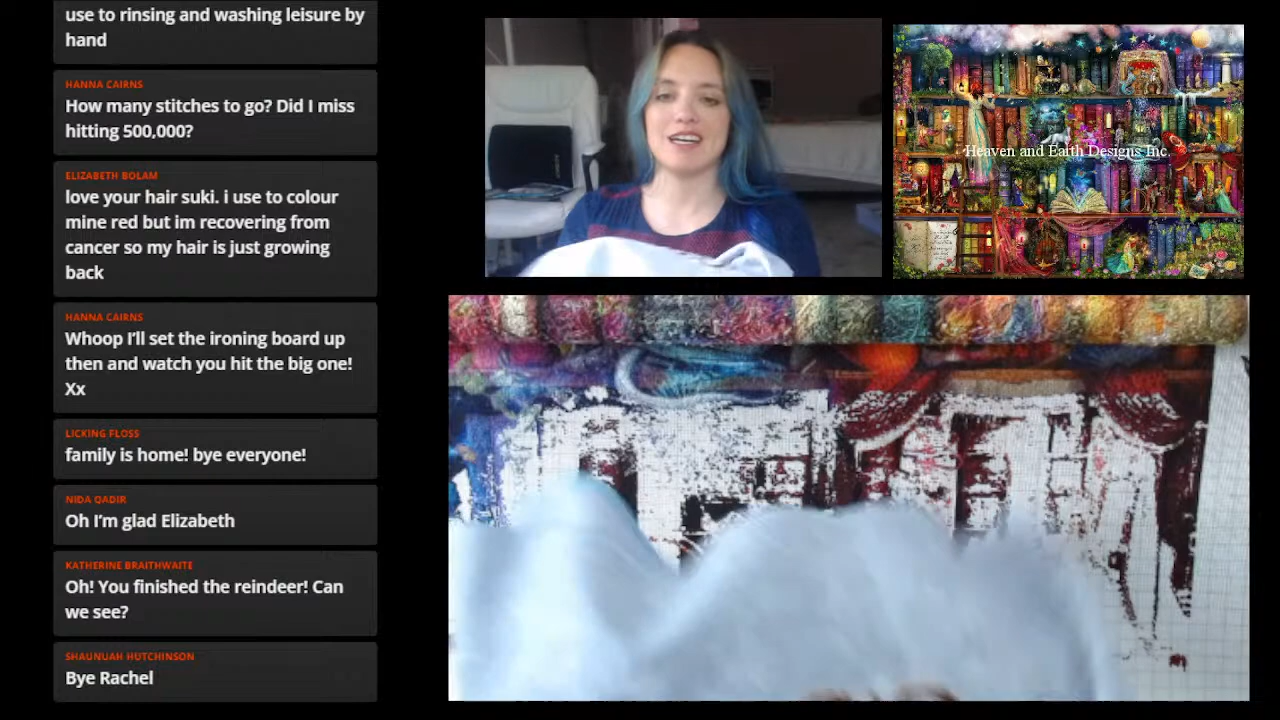 use to rinsing and washing leisure by
hand
HANNA CAIRNS
How many stitches to go? Did I miss
hitting 500,000?
ELIZABETH BOLAM
love your hair suki. i use to colour
mine red but im recovering from
cancer so my hair is just growing
back
HANNA CAIRNS
Whoop I'll set the ironing board up
then and watch you hit the big one!
Xx
LICKING FLOSS
family is home! bye everyone!
NIDA QADIR
Oh I'm glad Elizabeth
KATHERINE BRAITHWAITE
Oh! You finished the reindeer! Can
we see?
SHAUNUAH HUTCHINSON
Bye Rachel
Heaven and Earth Designs Inc.